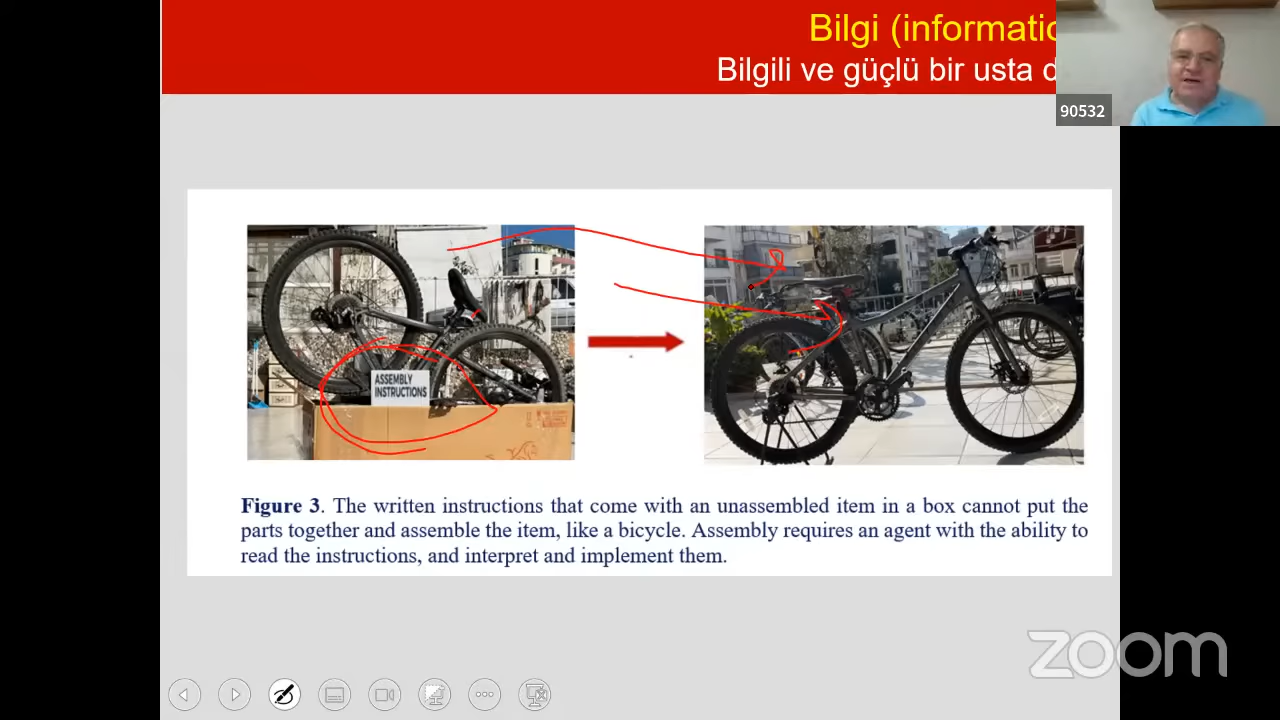 Bilgi (informatio
Bilgili ve güçlü bir usta d
90532
ASSEMBLY
INSTRUCTIONS
Figure 3. The written instructions that come with an unassembled item in a box cannot put the
parts together and assemble the item, like a bicycle. Assembly requires an agent with the ability to
read the instructions, and interpret and implement them.
zoom